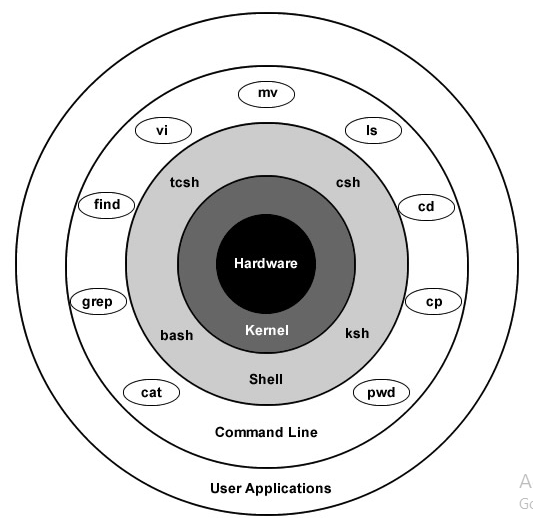 mv
vi
ls
tcsh
csh
find
cd
Hardware
grep
cp
Kernel
bash
ksh
Shell
cat
pwd
Command Line
User Applications